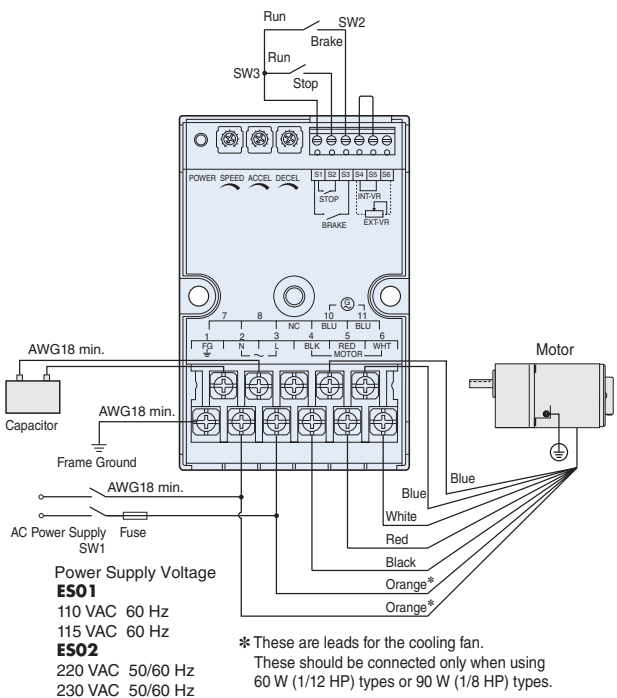 Run
SW2
Brake
Run
SW3
Stop
POWER SPEED ACCEL DECEL
S1 S2 S3 S4 S5 S6
STOP
INT-VR
BRAKE
EXT-VR
G
7 8 NC 10 11
BLU BLU
1 2 3 4 5 6
FG N L BLK RED WHT
~ MOTOR
AWG18 min.
Motor
Capacitor
AWG18 min.
Frame Ground
Blue
Blue
AWG18 min.
White
AC Power Supply
Fuse
SW1
Red
Black
Orange*
Orange*
Power Supply Voltage
ES01
110 VAC 60 Hz
115 VAC 60 Hz
ES02
220 VAC 50/60 Hz
230 VAC 50/60 Hz
* These are leads for the cooling fan.
These should be connected only when using
60 W (1/12 HP) types or 90 W (1/8 HP) types.